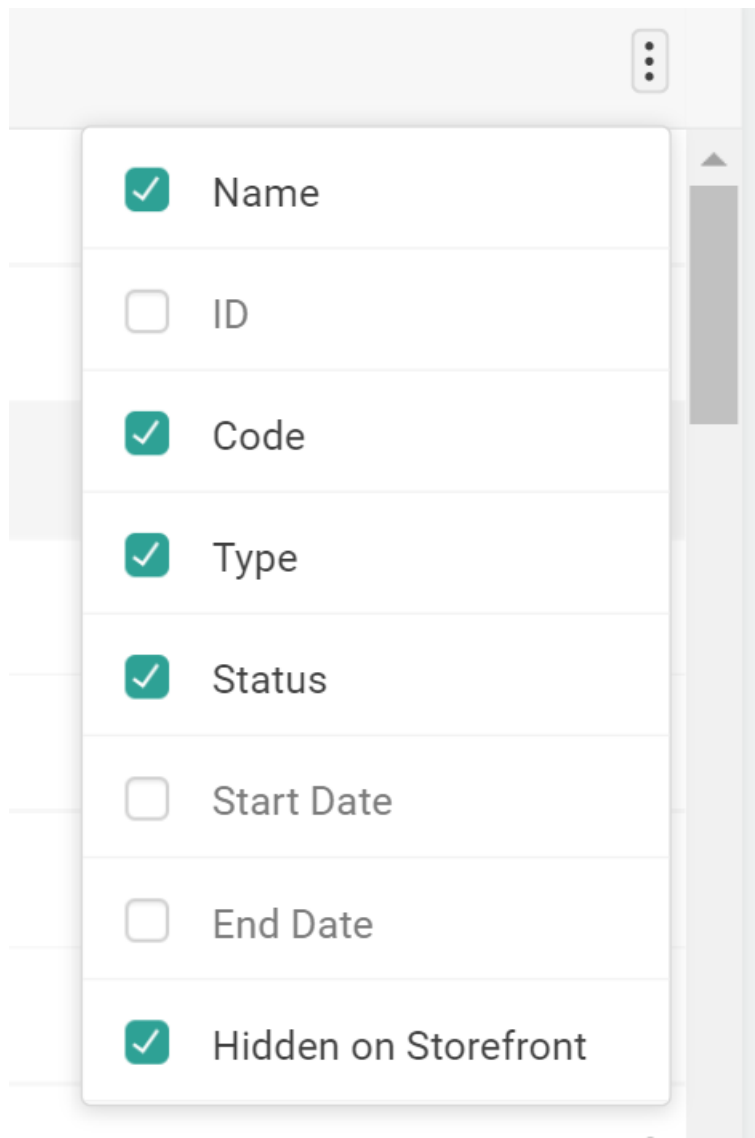 Name
ID
Code
Type
Status
Start Date
End Date
Hidden on Storefront